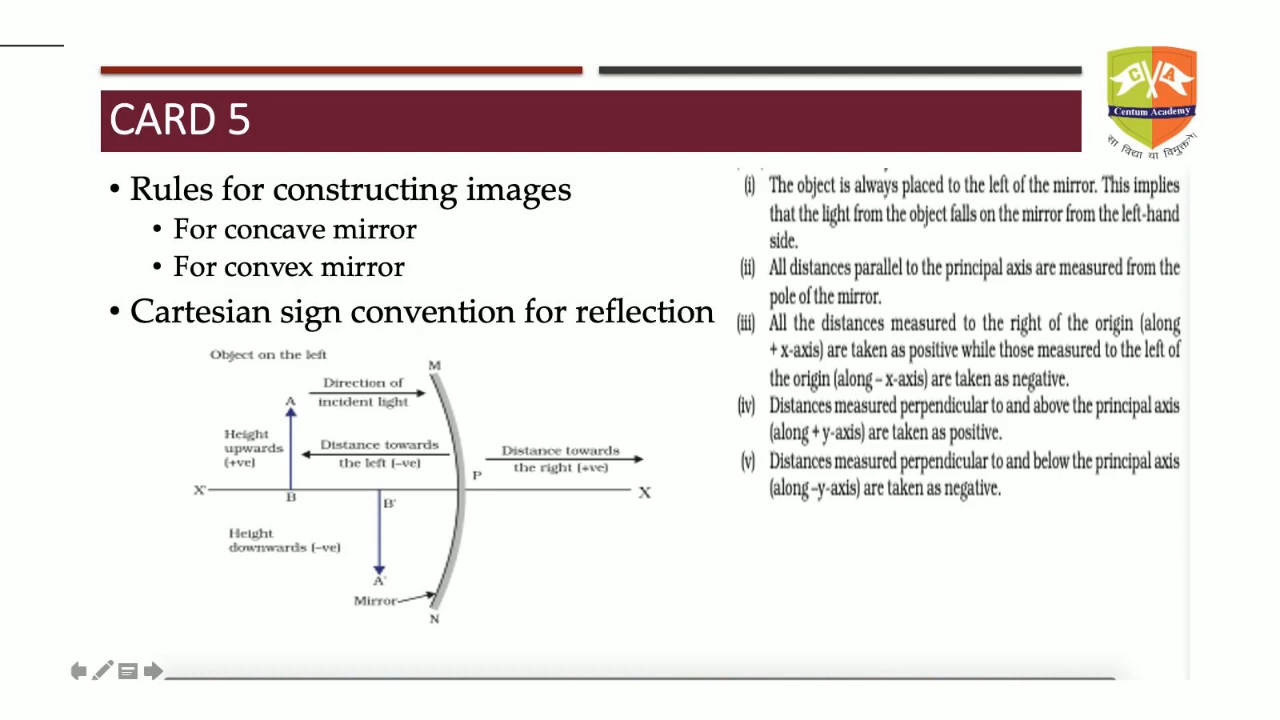 CARD 5
C A
Centum Academy
सा विद्या या विमुक्तये।
• Rules for constructing images
• For concave mirror
• For convex mirror
• Cartesian sign convention for reflection
Object on the left
M
Direction of
incident light
A
Height
upwards
(+ve)
Distance towards
the left (–ve)
Distance towards
the right (+ve)
P
X'
B
B'
X
Height
downwards (–ve)
A'
Mirror
N
(i) The object is always placed to the left of the mirror. This implies
that the light from the object falls on the mirror from the left-hand
side.
(ii) All distances parallel to the principal axis are measured from the
pole of the mirror.
(iii) All the distances measured to the right of the origin (along
+ x-axis) are taken as positive while those measured to the left of
the origin (along – x-axis) are taken as negative.
(iv) Distances measured perpendicular to and above the principal axis
(along + y-axis) are taken as positive.
(v) Distances measured perpendicular to and below the principal axis
(along –y-axis) are taken as negative.